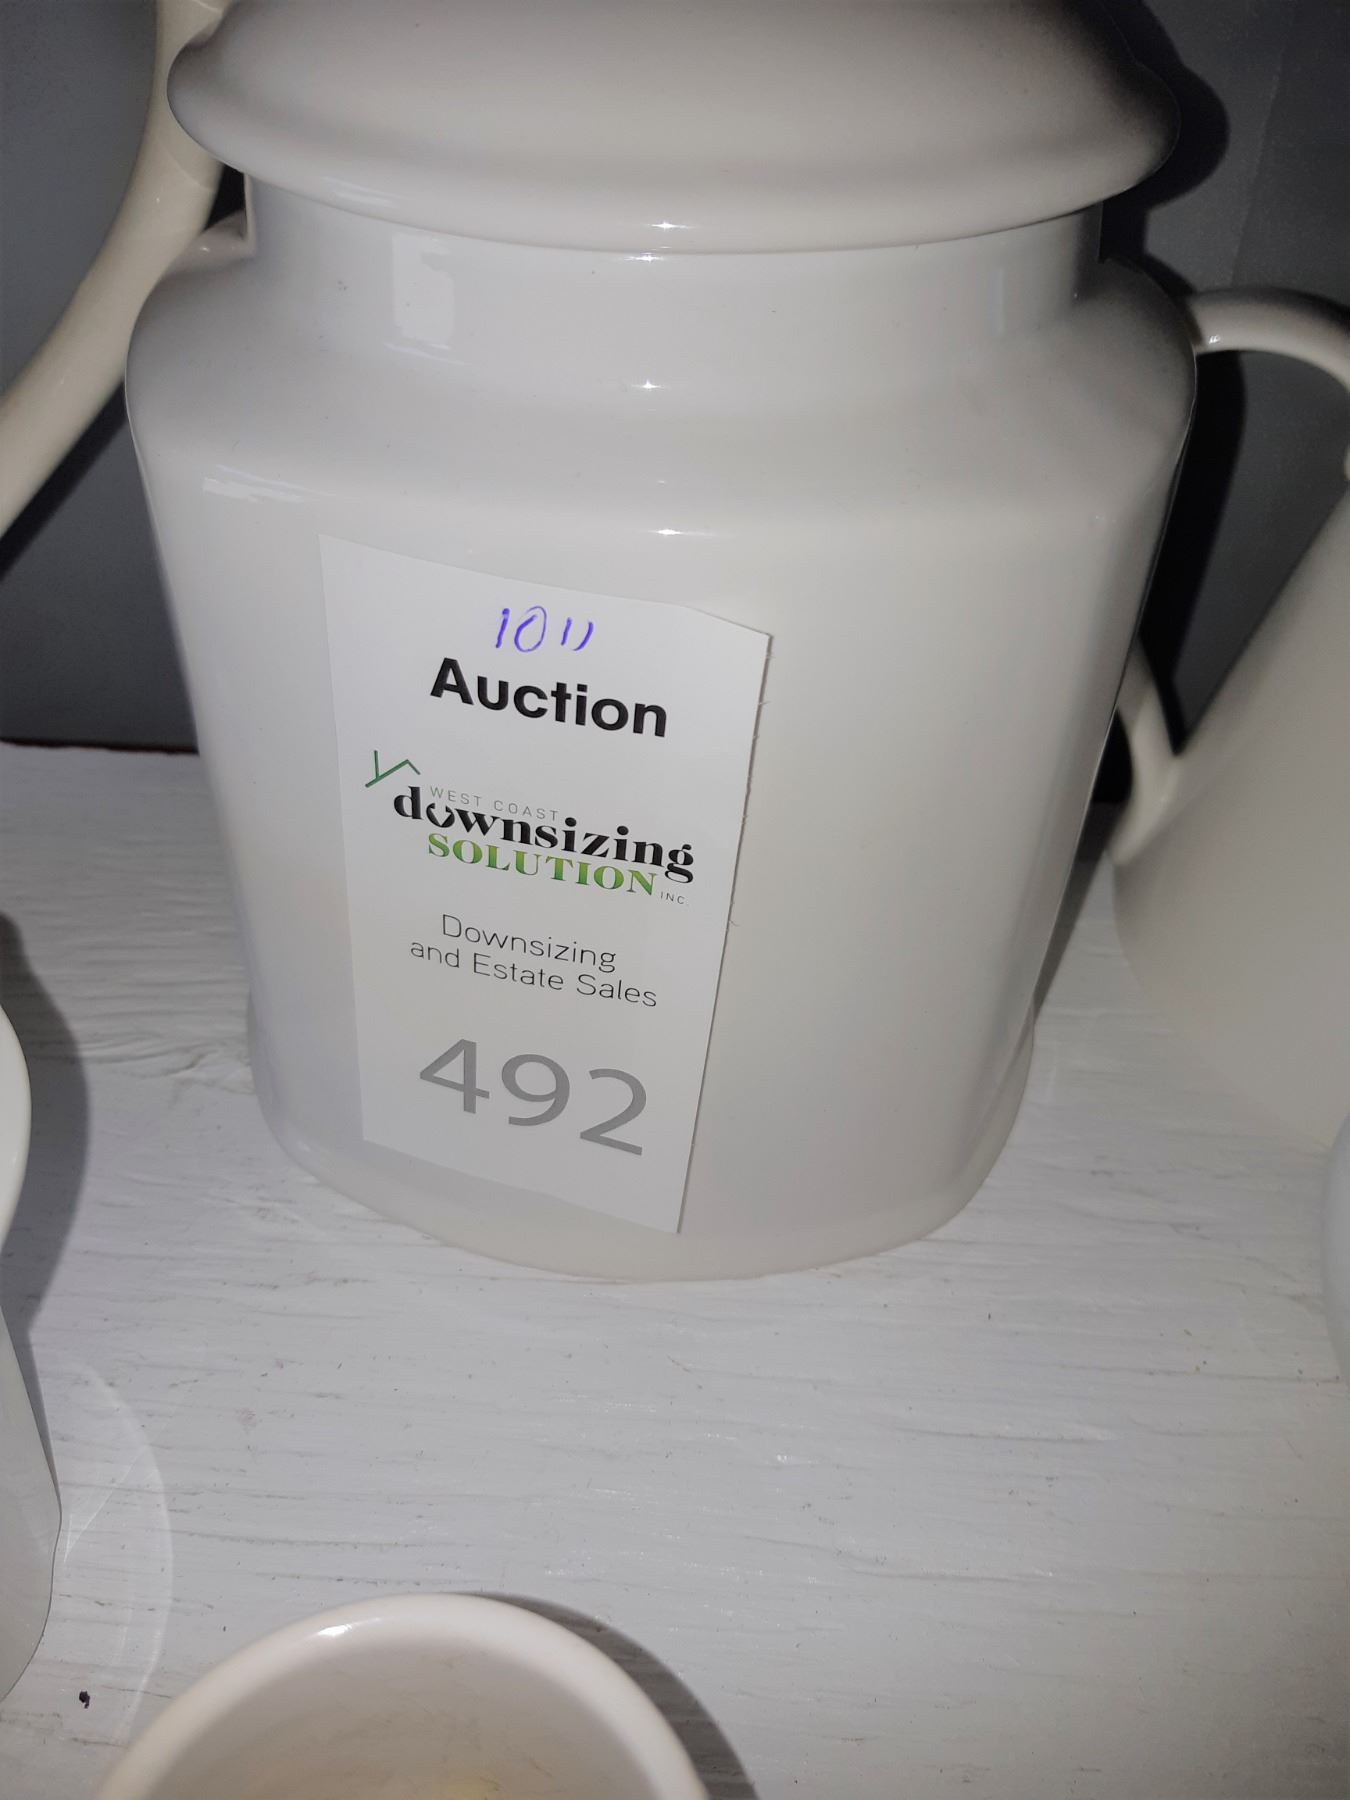 10"
Auction
WEST COAST
downsizing
SOLUTION INC.
Downsizing
and Estate Sales
492